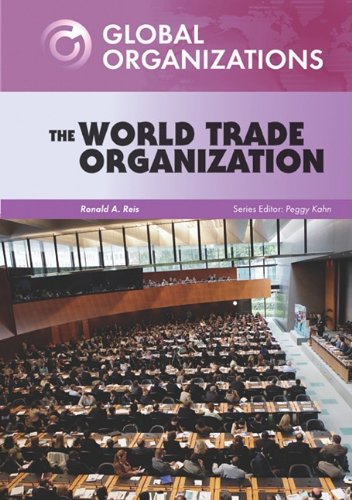 GLOBAL
ORGANIZATIONS
THE WORLD TRADE
ORGANIZATION
Ronald A. Reis
Series Editor: Peggy Kahn